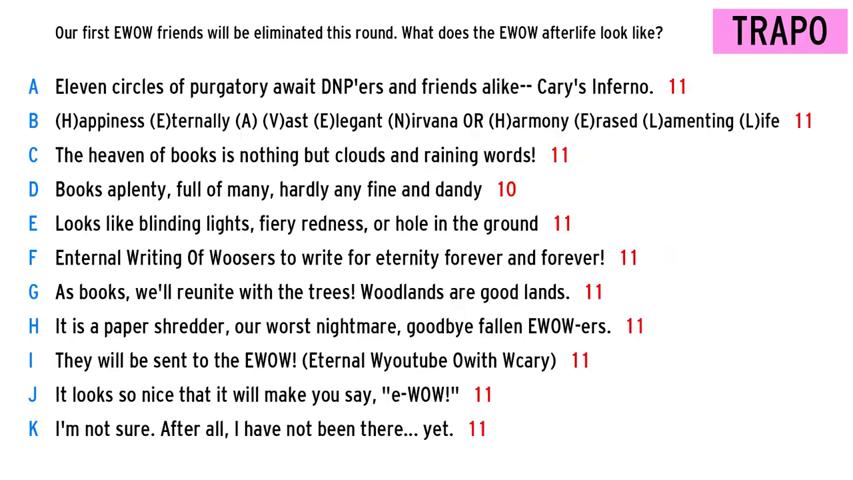 Our first EWOW friends will be eliminated this round. What does the EWOW afterlife look like?
TRAPO
A Eleven circles of purgatory await DNP'ers and friends alike-- Cary's Inferno. 11
B (H)appiness (E)ternally (A) (V)ast (E)legant (N)irvana OR (H)armony (E)rased (L)amenting (L)ife 11
C The heaven of books is nothing but clouds and raining words! 11
D Books aplenty, full of many, hardly any fine and dandy 10
E Looks like blinding lights, fiery redness, or hole in the ground 11
F Enternal Writing Of Woosers to write for eternity forever and forever! 11
G As books, we'll reunite with the trees! Woodlands are good lands. 11
H It is a paper shredder, our worst nightmare, goodbye fallen EWOW-ers. 11
I They will be sent to the EWOW! (Eternal Wyoutube Owith Wcary) 11
J It looks so nice that it will make you say, "e-WOW!" 11
K I'm not sure. After all, I have not been there... yet. 11